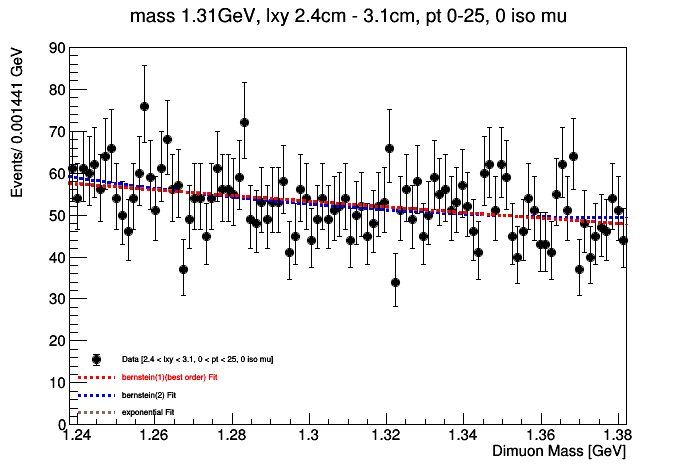 mass 1.31GeV, lxy 2.4cm - 3.1cm, pt 0-25, 0 iso mu
Events/ 0.001441 GeV
90
80
70
60
50
40
30
20
10
0
Data [2.4 < lxy < 3.1, 0 < pt < 25, 0 iso mu]
bernstein(1)(best order) Fit
bernstein(2) Fit
exponential Fit
1.24 1.26 1.28 1.3 1.32 1.34 1.36 1.38
Dimuon Mass [GeV]